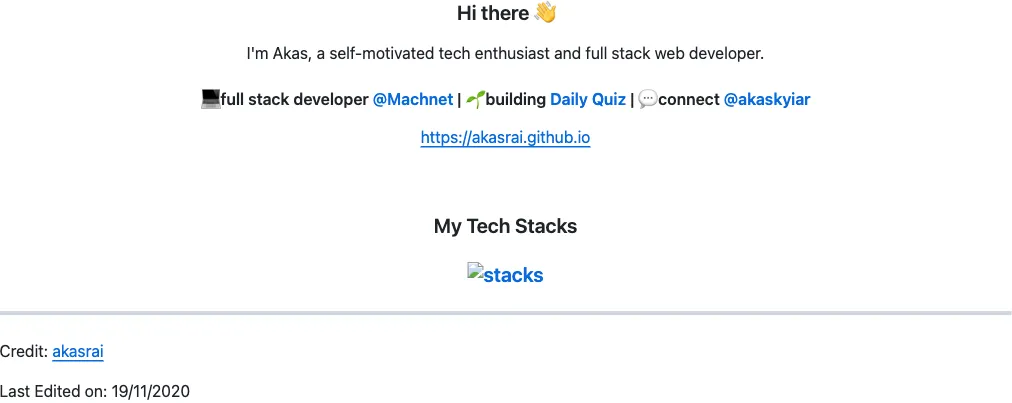 Hi there 👋
I'm Akas, a self-motivated tech enthusiast and full stack web developer.
💻full stack developer @Machnet | 🌱building Daily Quiz | 💬connect @akaskyiar
https://akasrai.github.io
My Tech Stacks
stacks
Credit: akasrai
Last Edited on: 19/11/2020